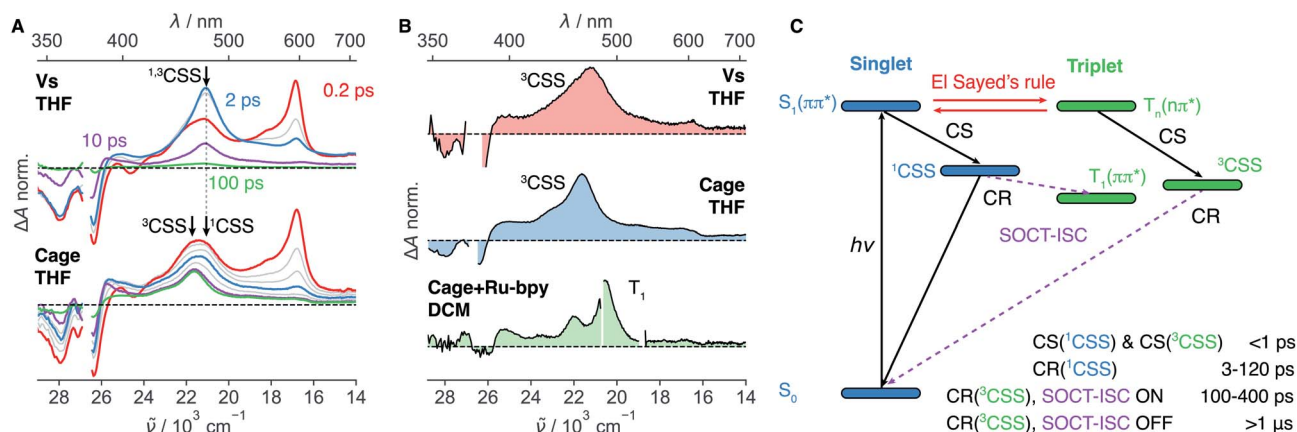 A
λ / nm
350 400 500 600 700
Vs
THF
1,3CSS
2 ps
0.2 ps
10 ps
100 ps
ΔA norm.
Cage
THF
3CSS
1CSS
28 26 24 22 20 18 16 14
ν̃ / 10³ cm⁻¹
B
λ / nm
350 400 500 600 700
3CSS
Vs
THF
3CSS
Cage
THF
ΔA norm.
Cage+Ru-bpy
DCM
T₁
28 26 24 22 20 18 16 14
ν̃ / 10³ cm⁻¹
C
Singlet
Triplet
El Sayed's rule
S₁(ππ*)
Tₙ(nπ*)
CS
CS
¹CSS
³CSS
T₁(ππ*)
CR
CR
SOCT-ISC
hν
CS(¹CSS) & CS(³CSS) <1 ps
CR(¹CSS) 3-120 ps
S₀
CR(³CSS), SOCT-ISC ON 100-400 ps
CR(³CSS), SOCT-ISC OFF >1 μs